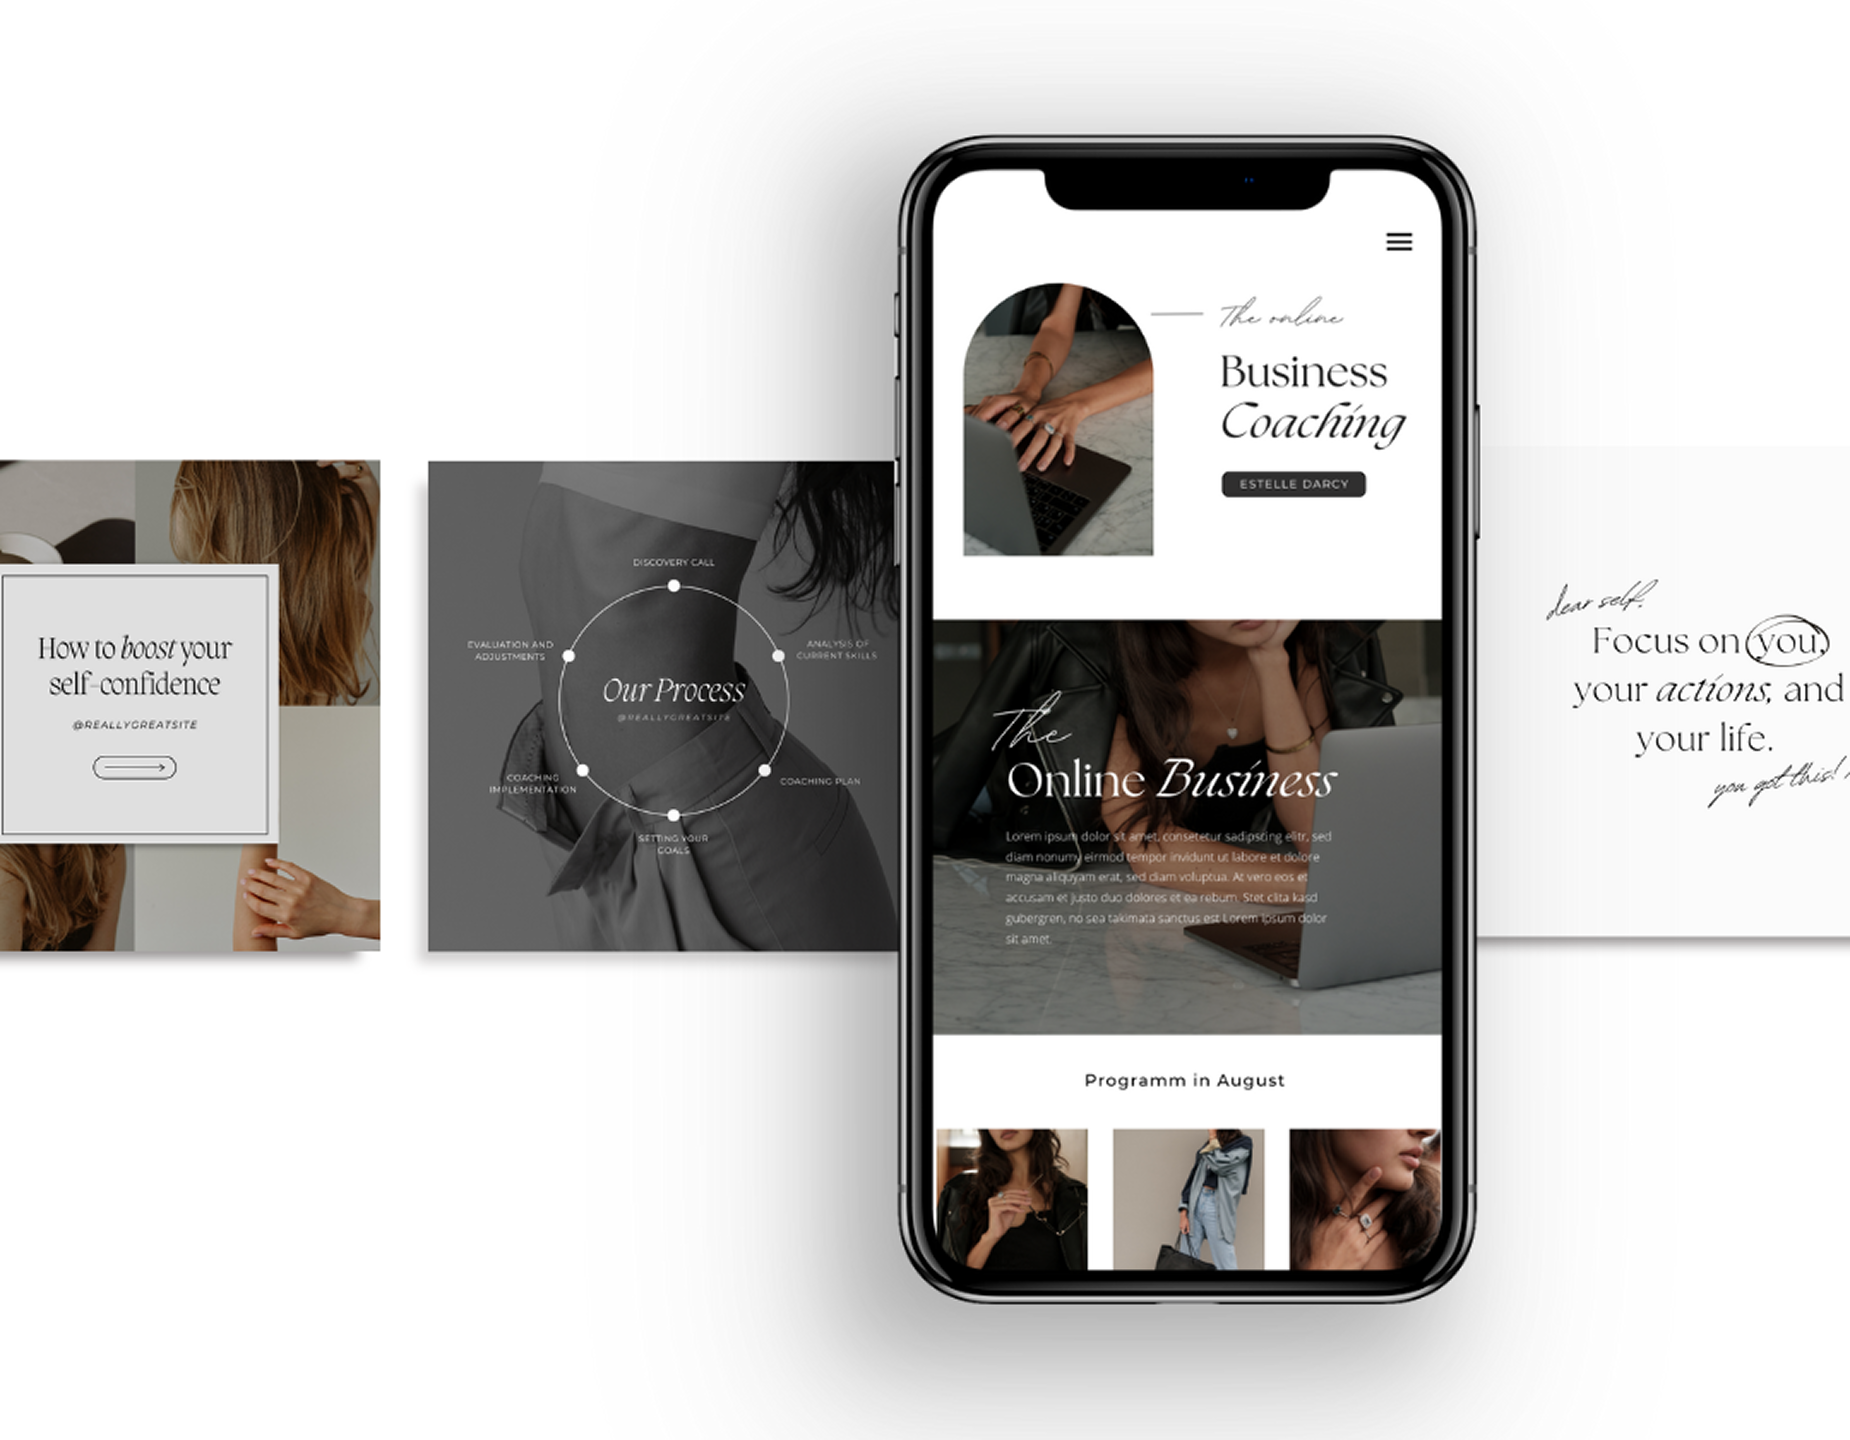 How to boost your
self-confidence
@REALLYGREATSITE
DISCOVERY CALL
EVALUATION AND
ADJUSTMENTS
ANALYSIS OF
CURRENT SKILLS
Our Process
@REALLYGREATSITE
COACHING
IMPLEMENTATION
COACHING PLAN
SETTING YOUR
GOALS
The online
Business
Coaching
ESTELLE DARCY
The
Online Business
Lorem ipsum dolor sit amet, consetetur sadipscing elitr, sed
diam nonumy eirmod tempor invidunt ut labore et dolore
magna aliquyam erat, sed diam voluptua. At vero eos et
accusam et justo duo dolores et ea rebum. Stet clita kasd
gubergren, no sea takimata sanctus est Lorem ipsum dolor
sit amet.
Programm in August
dear self,
Focus on you,
your actions, and
your life.
you got this!